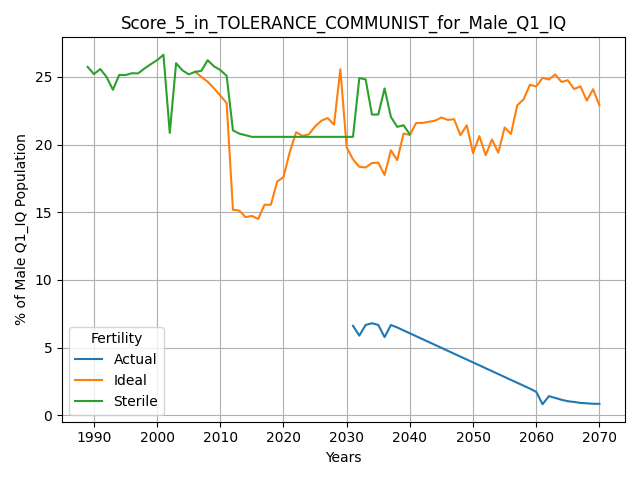 Score_5_in_TOLERANCE_COMMUNIST_for_Male_Q1_IQ
% of Male Q1_IQ Population
25
20
15
10
5
0
Fertility
Actual
Ideal
Sterile
1990 2000 2010 2020 2030 2040 2050 2060 2070
Years